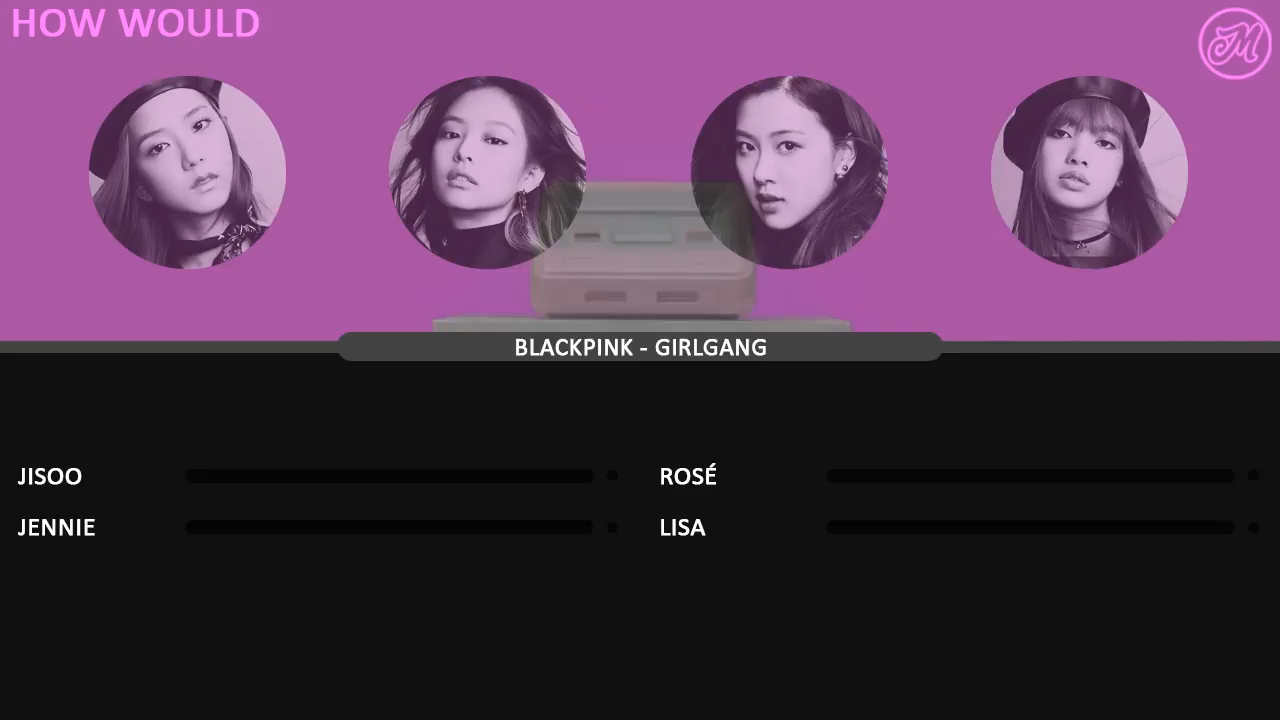 HOW WOULD
M
BLACKPINK - GIRLGANG
JISOO
ROSÉ
JENNIE
LISA